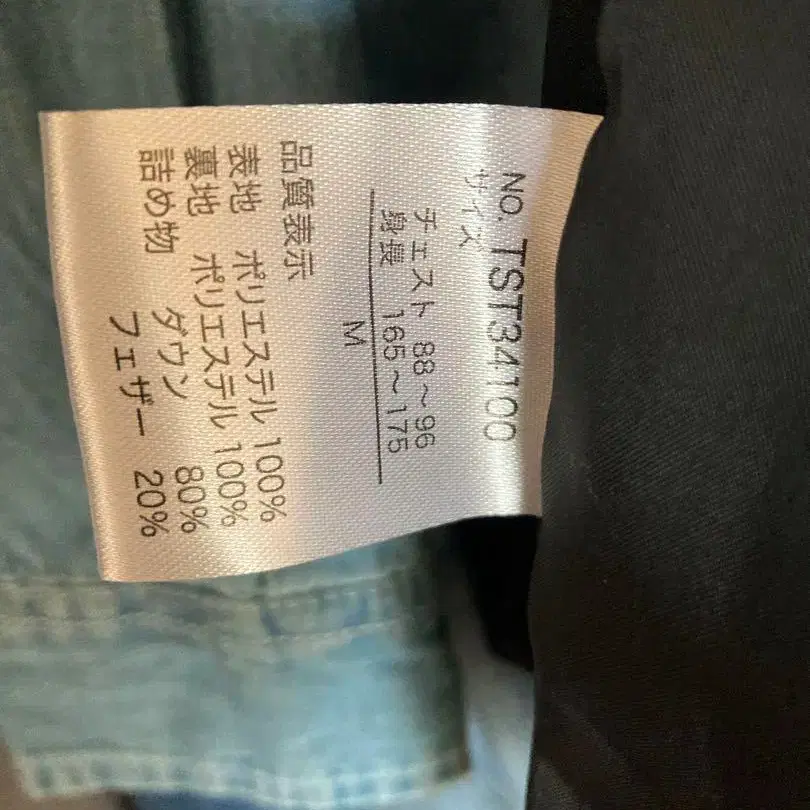 NO. TST34100
サイズ
チェスト 88～96
身長 165～175
M
品質表示
表地 ポリエステル 100%
裏地 ポリエステル 100%
詰め物 ダウン 80%
フェザー 20%